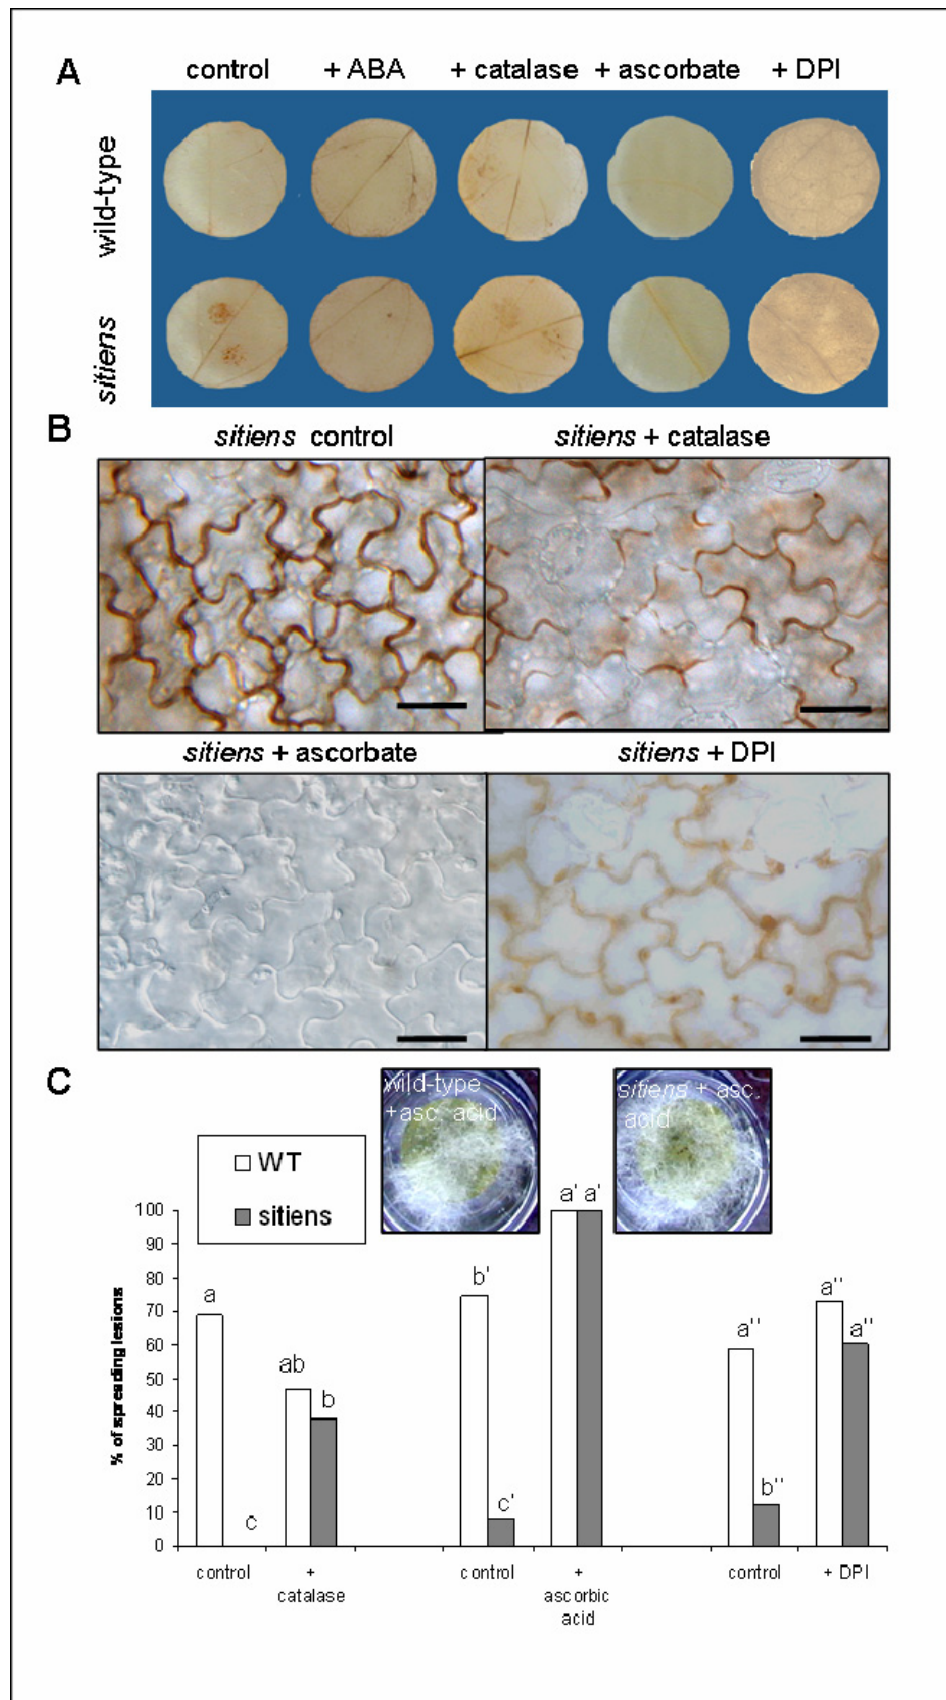 A
control + ABA + catalase + ascorbate + DPI
wild-type
sitiens
B
sitiens control
sitiens + catalase
sitiens + ascorbate
sitiens + DPI
C
wild-type
+asc. acid
sitiens + asc.
acid
WT
sitiens
% of spreading lesions
100
90
80
70
60
50
40
30
20
10
0
a
c
ab
b
b'
c'
a' a'
a''
b''
a''
a''
control
+
catalase
control
+
ascorbic
acid
control
+ DPI